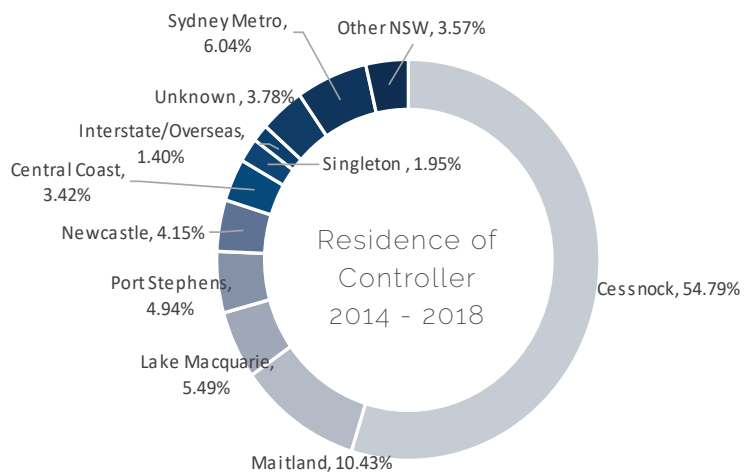 Sydney Metro,
6.04%
Other NSW, 3.57%
Unknown , 3.78%
Interstate/Overseas,
1.40%
Singleton , 1.95%
Central Coast,
3.42%
Newcastle, 4.15%
Residence of
Controller
2014 - 2018
Port Stephens,
4.94%
Cessnock, 54.79%
Lake Macquarie,
5.49%
Maitland, 10.43%